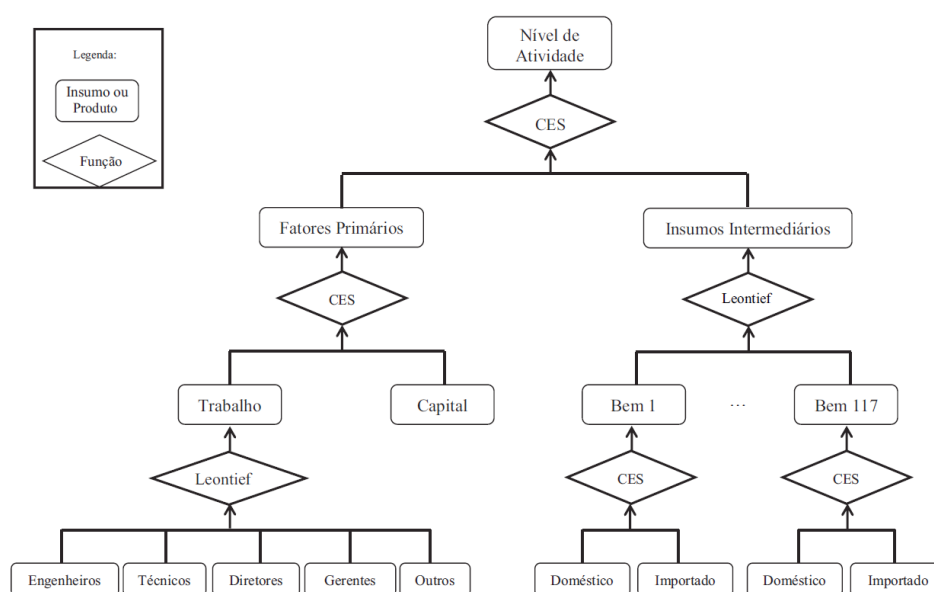 Legenda:
Insumo ou
Produto
Função
Nível de
Atividade
CES
Fatores Primários
Insumos Intermediários
CES
Leontief
Trabalho
Capital
Bem 1
...
Bem 117
Leontief
CES
CES
Engenheiros
Técnicos
Diretores
Gerentes
Outros
Doméstico
Importado
Doméstico
Importado